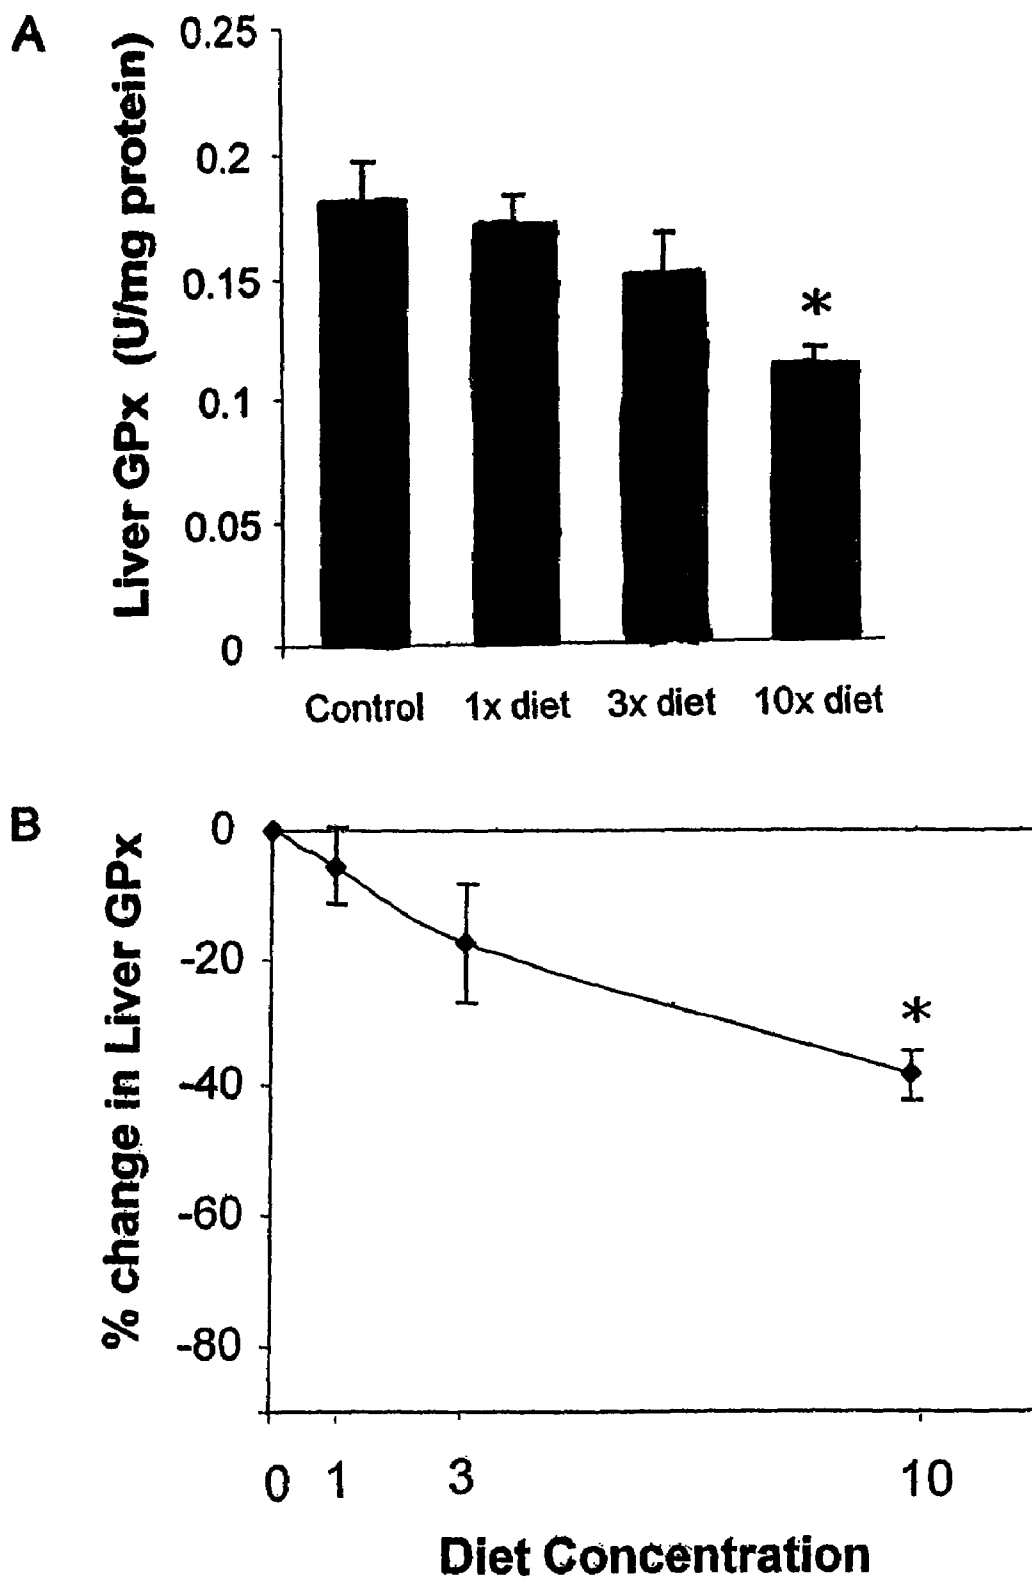 A
Liver GPx (U/mg protein)
0.25
0.2
0.15
0.1
0.05
0
*
Control 1x diet 3x diet 10x diet
B
% change in Liver GPx
0
-20
-40
-60
-80
*
0 1 3 10
Diet Concentration